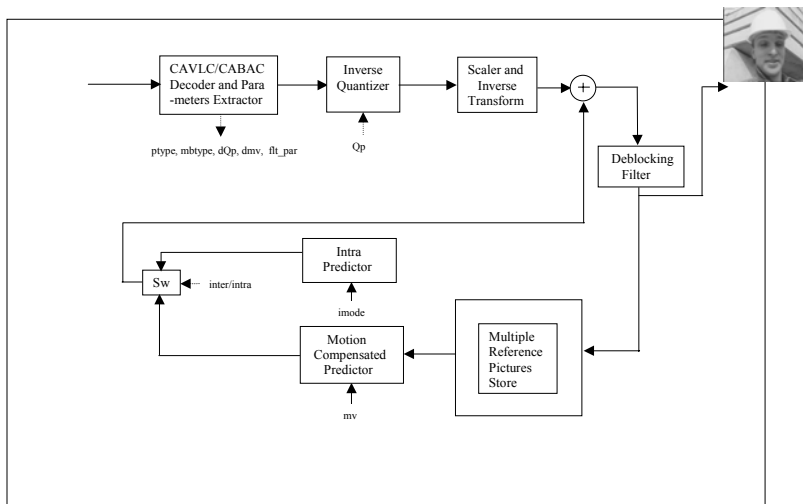 CAVLC/CABAC
Decoder and Para
-meters Extractor
Inverse
Quantizer
Scaler and
Inverse
Transform
+
ptype, mbtype, dQp, dmv, flt_par
Qp
Deblocking
Filter
Intra
Predictor
Sw
inter/intra
imode
Motion
Compensated
Predictor
Multiple
Reference
Pictures
Store
mv